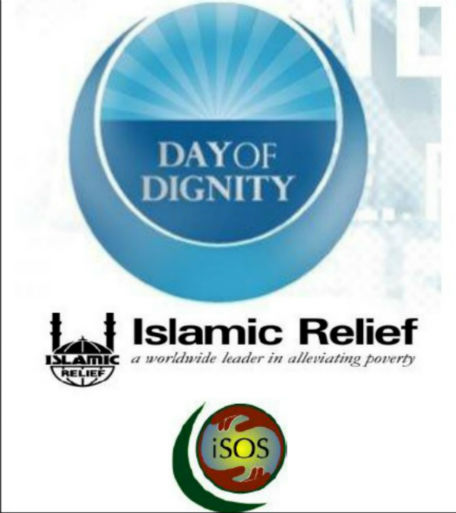 DAY OF
DIGNITY
Islamic Relief
a worldwide leader in alleviating poverty
ISLAMIC
RELIEF
iSOS